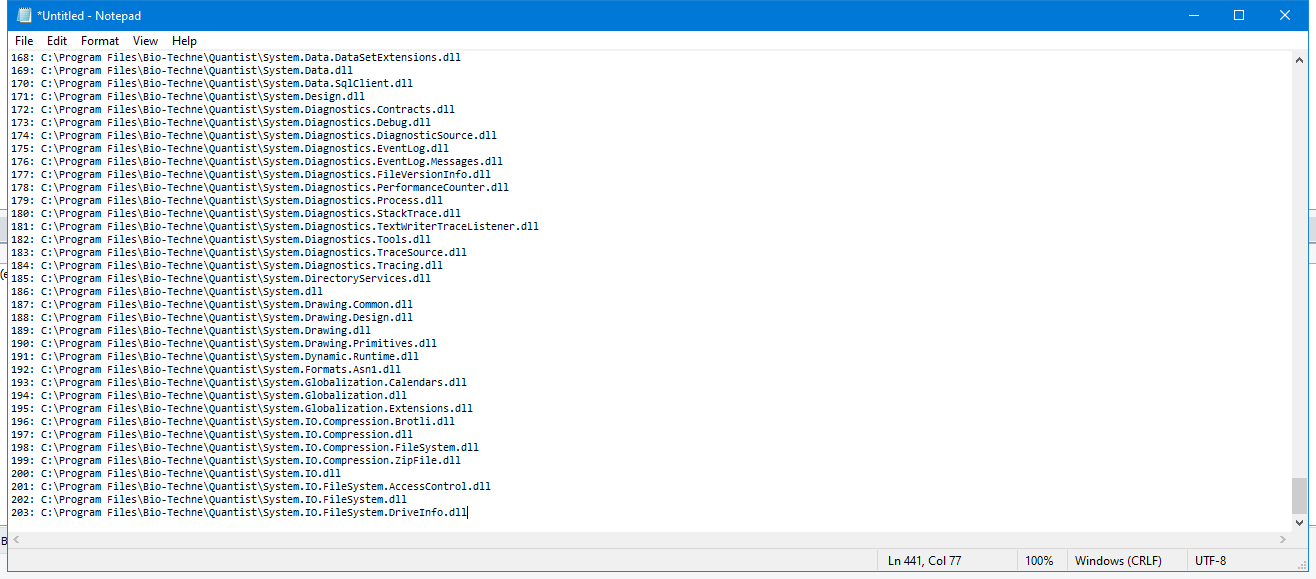 *Untitled - Notepad
File Edit Format View Help
168: C:\Program Files\Bio-Techne\Quantist\System.Data.DataSetExtensions.dll
169: C:\Program Files\Bio-Techne\Quantist\System.Data.dll
170: C:\Program Files\Bio-Techne\Quantist\System.Data.SqlClient.dll
171: C:\Program Files\Bio-Techne\Quantist\System.Design.dll
172: C:\Program Files\Bio-Techne\Quantist\System.Diagnostics.Contracts.dll
173: C:\Program Files\Bio-Techne\Quantist\System.Diagnostics.Debug.dll
174: C:\Program Files\Bio-Techne\Quantist\System.Diagnostics.DiagnosticSource.dll
175: C:\Program Files\Bio-Techne\Quantist\System.Diagnostics.EventLog.dll
176: C:\Program Files\Bio-Techne\Quantist\System.Diagnostics.EventLog.Messages.dll
177: C:\Program Files\Bio-Techne\Quantist\System.Diagnostics.FileVersionInfo.dll
178: C:\Program Files\Bio-Techne\Quantist\System.Diagnostics.PerformanceCounter.dll
179: C:\Program Files\Bio-Techne\Quantist\System.Diagnostics.Process.dll
180: C:\Program Files\Bio-Techne\Quantist\System.Diagnostics.StackTrace.dll
181: C:\Program Files\Bio-Techne\Quantist\System.Diagnostics.TextWriterTraceListener.dll
182: C:\Program Files\Bio-Techne\Quantist\System.Diagnostics.Tools.dll
183: C:\Program Files\Bio-Techne\Quantist\System.Diagnostics.TraceSource.dll
184: C:\Program Files\Bio-Techne\Quantist\System.Diagnostics.Tracing.dll
185: C:\Program Files\Bio-Techne\Quantist\System.DirectoryServices.dll
186: C:\Program Files\Bio-Techne\Quantist\System.dll
187: C:\Program Files\Bio-Techne\Quantist\System.Drawing.Common.dll
188: C:\Program Files\Bio-Techne\Quantist\System.Drawing.Design.dll
189: C:\Program Files\Bio-Techne\Quantist\System.Drawing.dll
190: C:\Program Files\Bio-Techne\Quantist\System.Drawing.Primitives.dll
191: C:\Program Files\Bio-Techne\Quantist\System.Dynamic.Runtime.dll
192: C:\Program Files\Bio-Techne\Quantist\System.Formats.Asn1.dll
193: C:\Program Files\Bio-Techne\Quantist\System.Globalization.Calendars.dll
194: C:\Program Files\Bio-Techne\Quantist\System.Globalization.dll
195: C:\Program Files\Bio-Techne\Quantist\System.Globalization.Extensions.dll
196: C:\Program Files\Bio-Techne\Quantist\System.IO.Compression.Brotli.dll
197: C:\Program Files\Bio-Techne\Quantist\System.IO.Compression.dll
198: C:\Program Files\Bio-Techne\Quantist\System.IO.Compression.FileSystem.dll
199: C:\Program Files\Bio-Techne\Quantist\System.IO.Compression.ZipFile.dll
200: C:\Program Files\Bio-Techne\Quantist\System.IO.dll
201: C:\Program Files\Bio-Techne\Quantist\System.IO.FileSystem.AccessControl.dll
202: C:\Program Files\Bio-Techne\Quantist\System.IO.FileSystem.dll
203: C:\Program Files\Bio-Techne\Quantist\System.IO.FileSystem.DriveInfo.dll
Ln 441, Col 77 100% Windows (CRLF) UTF-8